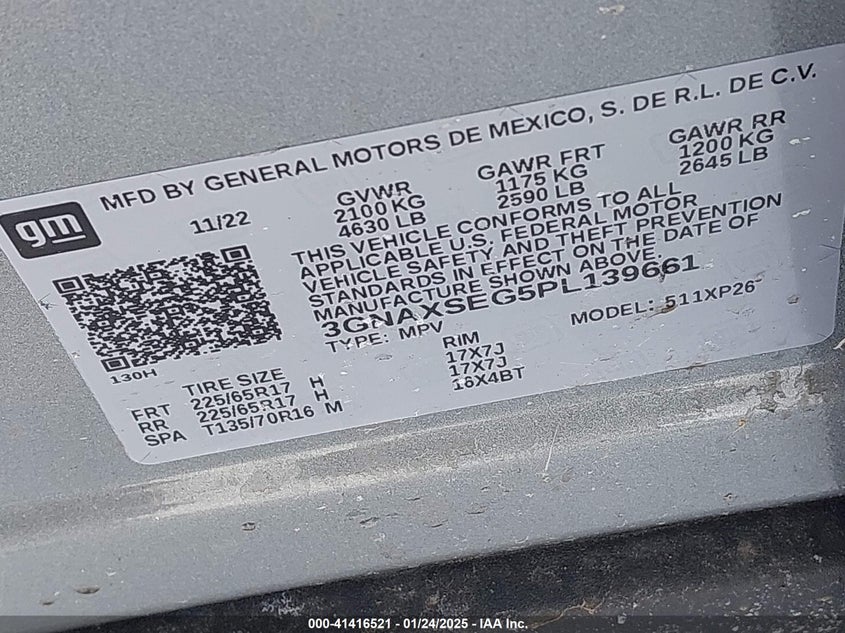 MFD BY GENERAL MOTORS DE MEXICO, S. DE R.L. DE C.V.
gm
11/22
GVWR
2100 KG
4630 LB
GAWR FRT
1175 KG
2590 LB
GAWR RR
1200 KG
2645 LB
THIS VEHICLE CONFORMS TO ALL
APPLICABLE U.S. FEDERAL MOTOR
VEHICLE SAFETY AND THEFT PREVENTION
STANDARDS IN EFFECT ON THE DATE OF
MANUFACTURE SHOWN ABOVE.
3GNAXSEG5PL139661
TYPE: MPV
MODEL: 511XP26
130H
TIRE SIZE RIM
FRT 225/65R17 H 17X7J
RR 225/65R17 H 17X7J
SPA T135/70R16 M 16X4BT
000-41416521 - 01/24/2025 - IAA Inc.